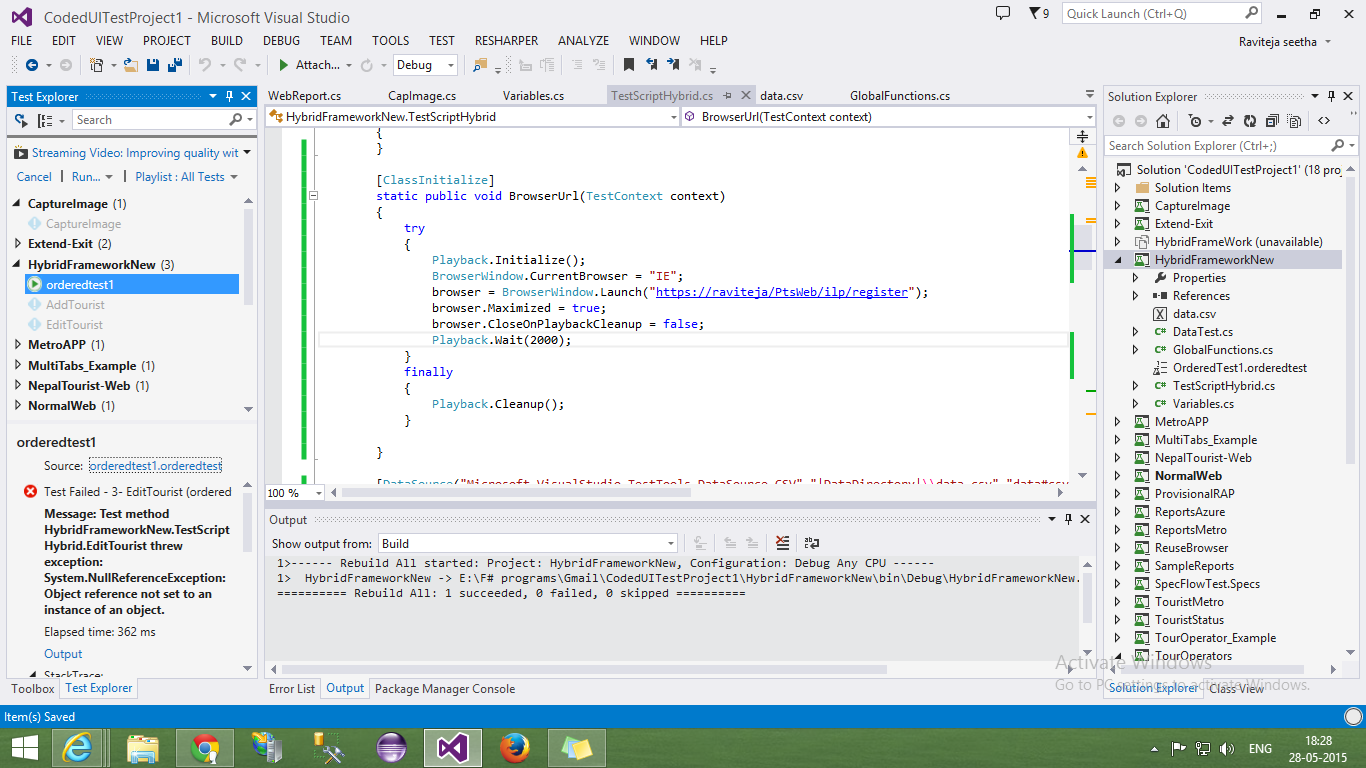 CodedUITestProject1 - Microsoft Visual Studio
9
Quick Launch (Ctrl+Q)
FILE EDIT VIEW PROJECT BUILD DEBUG TEAM TOOLS TEST RESHARPER ANALYZE WINDOW HELP
Raviteja seetha
Attach...
Debug
Test Explorer
Search
Streaming Video: Improving quality wit
Cancel | Run... | Playlist : All Tests
CaptureImage (1)
CaptureImage
Extend-Exit (2)
HybridFrameworkNew (3)
orderedtest1
AddTourist
EditTourist
MetroAPP (1)
MultiTabs_Example (1)
NepalTourist-Web (1)
NormalWeb (1)
orderedtest1
Source: orderedtest1.orderedtest
Test Failed - 3- EditTourist (ordered
Message: Test method
HybridFrameworkNew.TestScript
Hybrid.EditTourist threw
exception:
System.NullReferenceException:
Object reference not set to an
instance of an object.
Elapsed time: 362 ms
Output
StackTrace:
Toolbox Test Explorer
WebReport.cs CapImage.cs Variables.cs TestScriptHybrid.cs data.csv GlobalFunctions.cs
HybridFrameworkNew.TestScriptHybrid
BrowserUrl(TestContext context)
{
}
[ClassInitialize]
static public void BrowserUrl(TestContext context)
{
try
{
Playback.Initialize();
BrowserWindow.CurrentBrowser = "IE";
browser = BrowserWindow.Launch("https://raviteja/PtsWeb/ilp/register");
browser.Maximized = true;
browser.CloseOnPlaybackCleanup = false;
Playback.Wait(2000);
}
finally
{
Playback.Cleanup();
}
}
[DataSource("Microsoft.VisualStudio.TestTools.DataSource.CSV","|DataDirectory|\\data.csv","data#csv
100 %
Output
Show output from: Build
1>------ Rebuild All started: Project: HybridFrameworkNew, Configuration: Debug Any CPU ------
1> HybridFrameworkNew -> E:\F# programs\Gmail\CodedUITestProject1\HybridFrameworkNew\bin\Debug\HybridFrameworkNew.
========== Rebuild All: 1 succeeded, 0 failed, 0 skipped ==========
Error List Output Package Manager Console
Solution Explorer
Search Solution Explorer (Ctrl+;)
Solution 'CodedUITestProject1' (18 proj
Solution Items
CaptureImage
Extend-Exit
HybridFrameWork (unavailable)
HybridFrameworkNew
Properties
References
data.csv
DataTest.cs
GlobalFunctions.cs
OrderedTest1.orderedtest
TestScriptHybrid.cs
Variables.cs
MetroAPP
MultiTabs_Example
NepalTourist-Web
NormalWeb
ProvisionalRAP
ReportsAzure
ReportsMetro
ReuseBrowser
SampleReports
SpecFlowTest.Specs
TouristMetro
TouristStatus
TourOperator_Example
TourOperators
Solution Explorer Class View
Activate Windows
Go to PC settings to activate Windows.
Item(s) Saved
ENG
18:28
28-05-2015